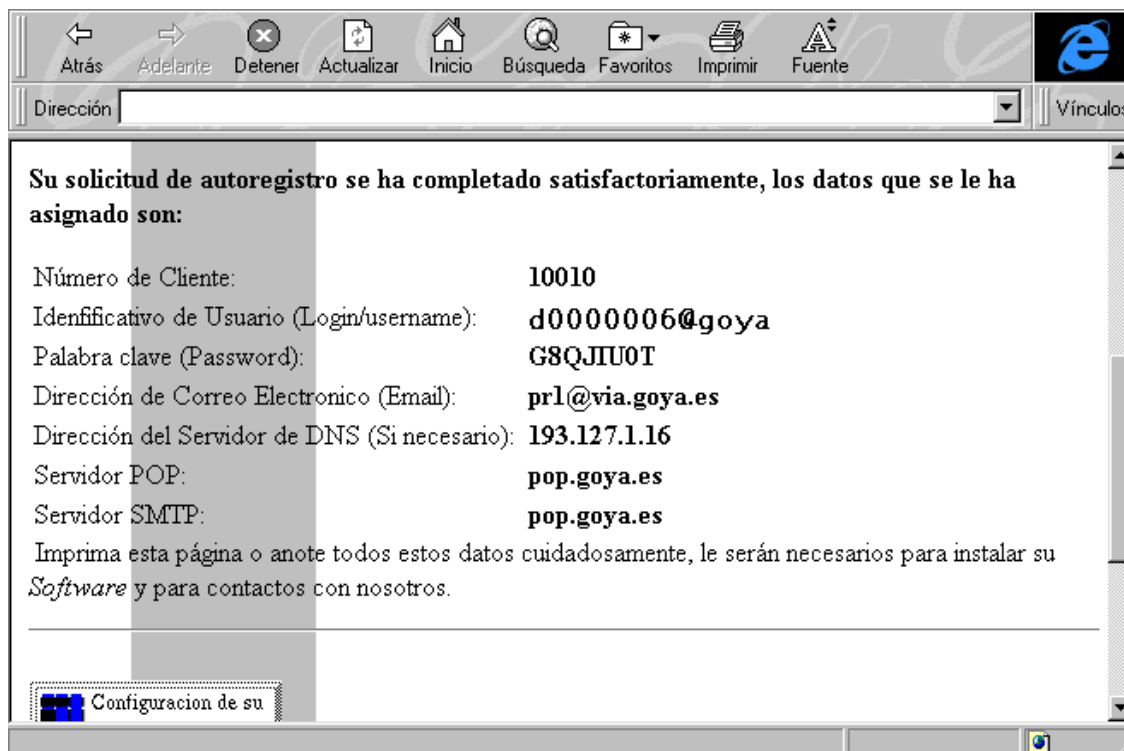 Atrás Adelante Detener Actualizar Inicio Búsqueda Favoritos Imprimir Fuente
Dirección Vínculos
Su solicitud de autoregistro se ha completado satisfactoriamente, los datos que se le ha
asignado son:
Número de Cliente: 10010
Idenfificativo de Usuario (Login/username): d0000006@goya
Palabra clave (Password): G8QJIU0T
Dirección de Correo Electronico (Email): prl@via.goya.es
Dirección del Servidor de DNS (Si necesario): 193.127.1.16
Servidor POP: pop.goya.es
Servidor SMTP: pop.goya.es
Imprima esta página o anote todos estos datos cuidadosamente, le serán necesarios para instalar su
Software y para contactos con nosotros.
Configuracion de su